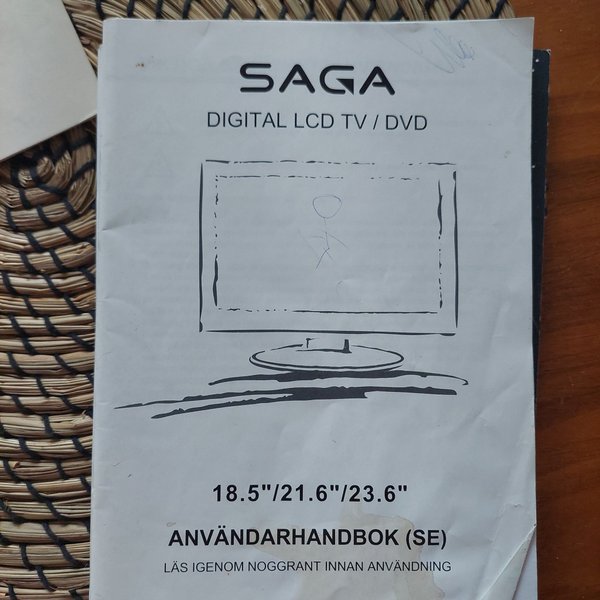 SAGA
DIGITAL LCD TV / DVD
18.5"/21.6"/23.6"
ANVÄNDARHANDBOK (SE)
LÄS IGENOM NOGGRANT INNAN ANVÄNDNING